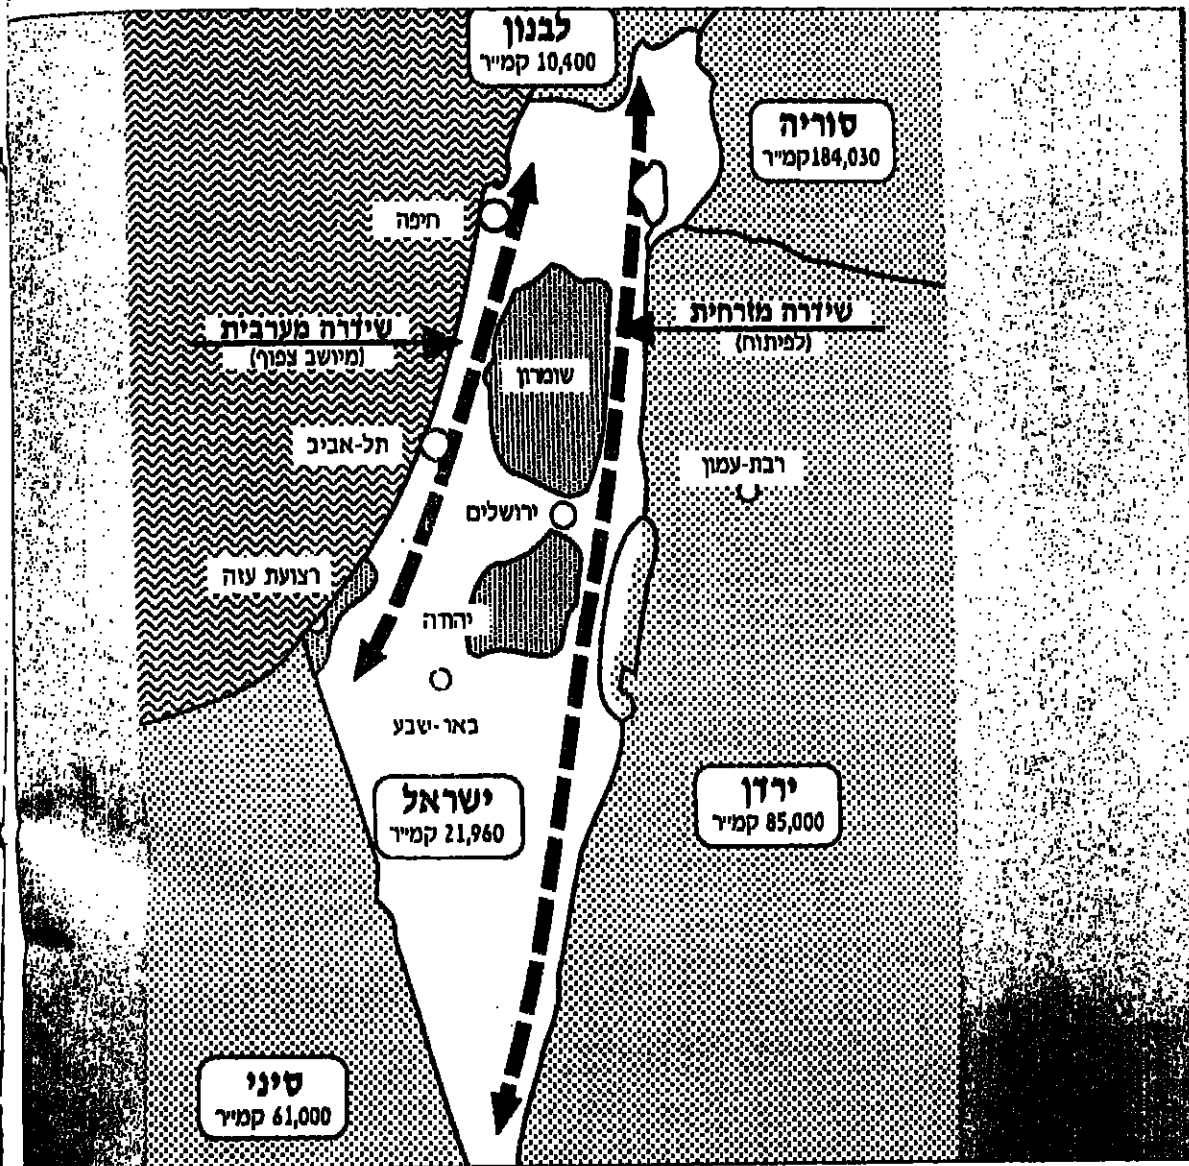 לבנון
10,400 קמ"ר
סוריה
184,030 קמ"ר
חיפה
שידרה מערבית
(מיושב צפוף)
שידרה מזרחית
(לפיתוח)
שומרון
תל-אביב
רבת-עמון
ירושלים
רצועת עזה
יהודה
באר-שבע
ישראל
21,960 קמ"ר
ירדן
85,000 קמ"ר
סיני
61,000 קמ"ר